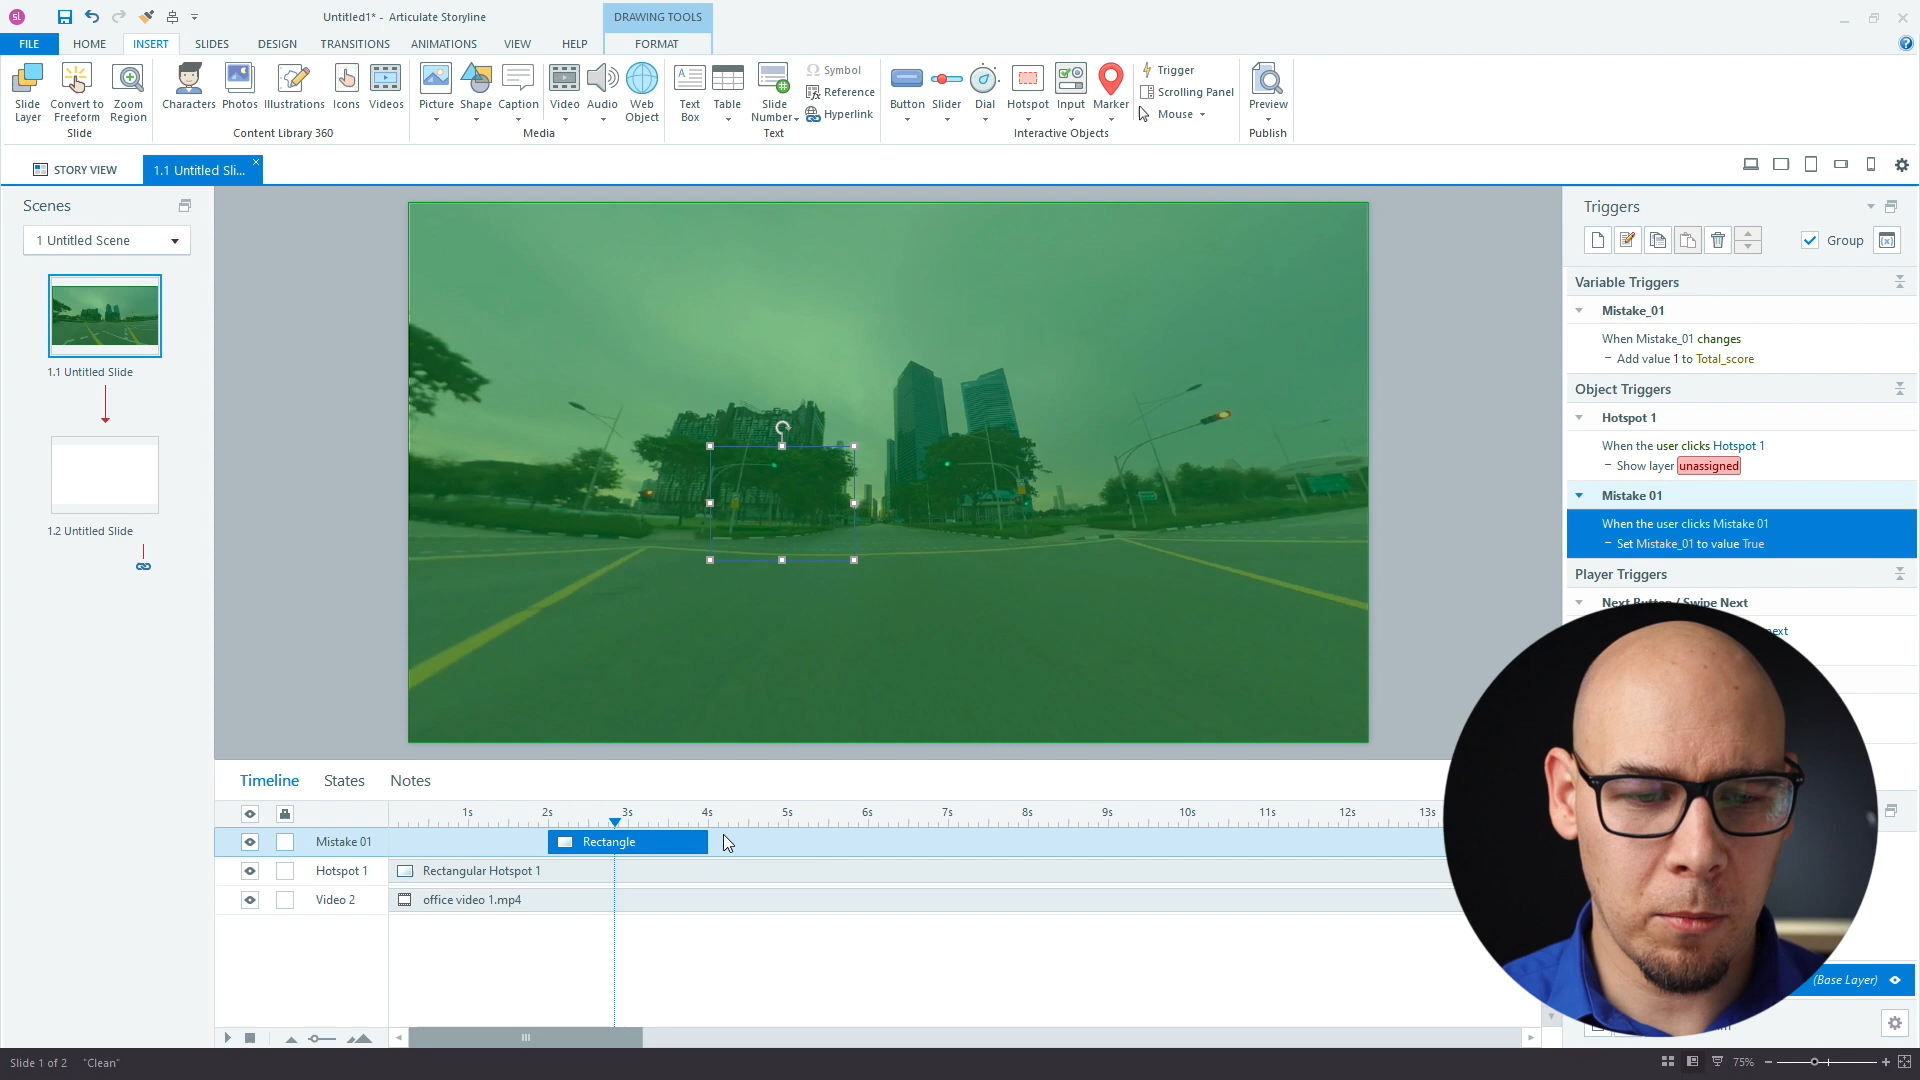 sl
Untitled1* - Articulate Storyline
DRAWING TOOLS
FILE
HOME
INSERT
SLIDES
DESIGN
TRANSITIONS
ANIMATIONS
VIEW
HELP
FORMAT
Slide Layer
Convert to Freeform
Zoom Region
Slide
Characters
Photos
Illustrations
Icons
Videos
Content Library 360
Picture
Shape
Caption
Video
Audio
Web Object
Media
Text Box
Table
Slide Number
Symbol
Reference
Hyperlink
Text
Button
Slider
Dial
Hotspot
Input
Marker
Trigger
Scrolling Panel
Mouse
Interactive Objects
Preview
Publish
STORY VIEW
1.1 Untitled Sli...
Scenes
1 Untitled Scene
1.1 Untitled Slide
1.2 Untitled Slide
Triggers
Group
Variable Triggers
Mistake_01
When Mistake_01 changes
- Add value 1 to Total_score
Object Triggers
Hotspot 1
When the user clicks Hotspot 1
- Show layer unassigned
Mistake 01
When the user clicks Mistake 01
- Set Mistake_01 to value True
Player Triggers
Next Button / Swipe Next
next
Timeline
States
Notes
1s 2s 3s 4s 5s 6s 7s 8s 9s 10s 11s 12s 13s
Mistake 01
Rectangle
Hotspot 1
Rectangular Hotspot 1
Video 2
office video 1.mp4
(Base Layer)
Slide 1 of 2
"Clean"
75%